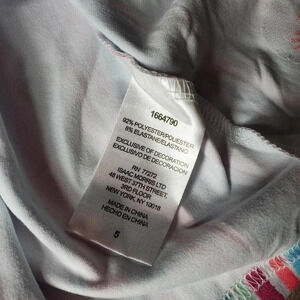 1664790
92% POLYESTER/POLIESTER
8% ELASTANE/ELASTANO
EXCLUSIVE OF DECORATION
EXCLUSIVO DE DECORACION
RN 77272
ISAAC MORRIS LTD
48 WEST 37TH STREET,
3RD FLOOR
NEW YORK, NY 10018
MADE IN CHINA
HECHO EN CHINA
5